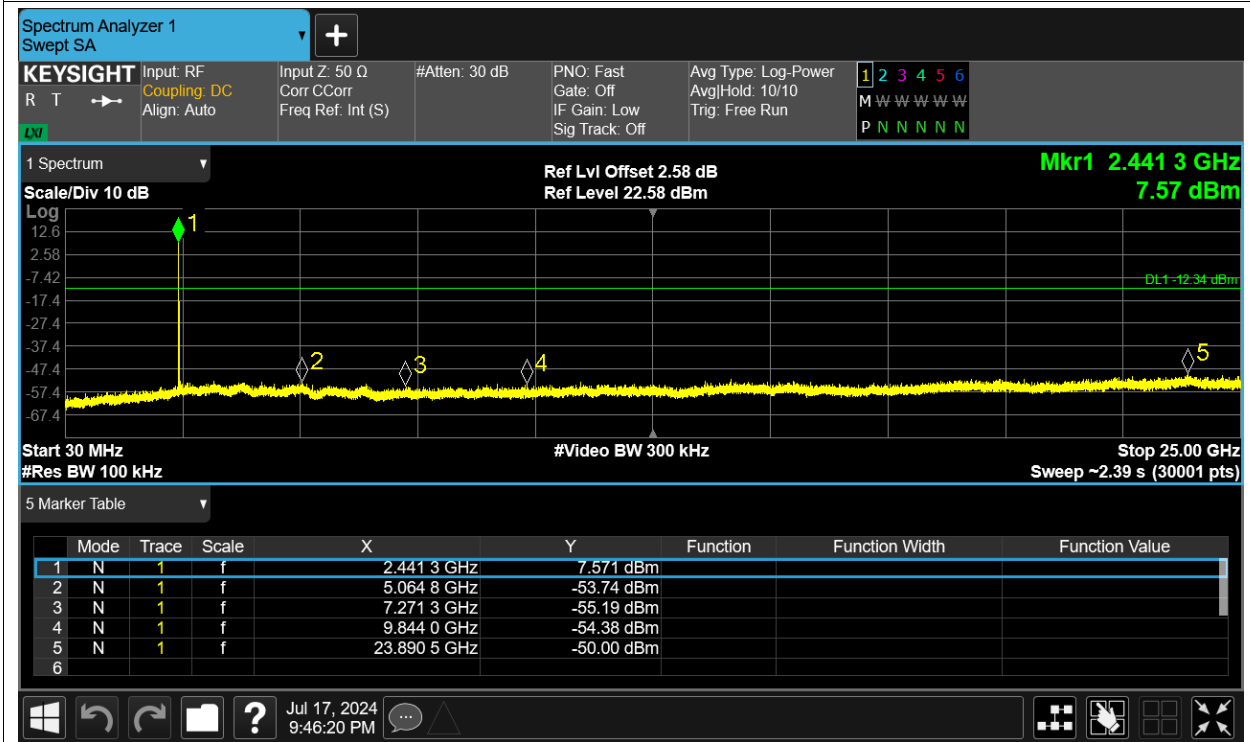 Spectrum Analyzer 1
Swept SA
KEYSIGHT
R T
LXI
Input: RF
Coupling: DC
Align: Auto
Input Z: 50 Ω
Corr CCorr
Freq Ref: Int (S)
#Atten: 30 dB
PNO: Fast
Gate: Off
IF Gain: Low
Sig Track: Off
Avg Type: Log-Power
Avg|Hold: 10/10
Trig: Free Run
1 2 3 4 5 6
M W W W W W
P N N N N N
1 Spectrum
Scale/Div 10 dB
Ref Lvl Offset 2.58 dB
Ref Level 22.58 dBm
Mkr1 2.441 3 GHz
7.57 dBm
Log
12.6
2.58
-7.42
-17.4
-27.4
-37.4
-47.4
-57.4
-67.4
1
2
3
4
5
DL1 -12.34 dBm
Start 30 MHz
#Res BW 100 kHz
#Video BW 300 kHz
Stop 25.00 GHz
Sweep ~2.39 s (30001 pts)
5 Marker Table
Mode Trace Scale X Y Function Function Width Function Value
1 N 1 f 2.441 3 GHz 7.571 dBm
2 N 1 f 5.064 8 GHz -53.74 dBm
3 N 1 f 7.271 3 GHz -55.19 dBm
4 N 1 f 9.844 0 GHz -54.38 dBm
5 N 1 f 23.890 5 GHz -50.00 dBm
6
?
Jul 17, 2024
9:46:20 PM